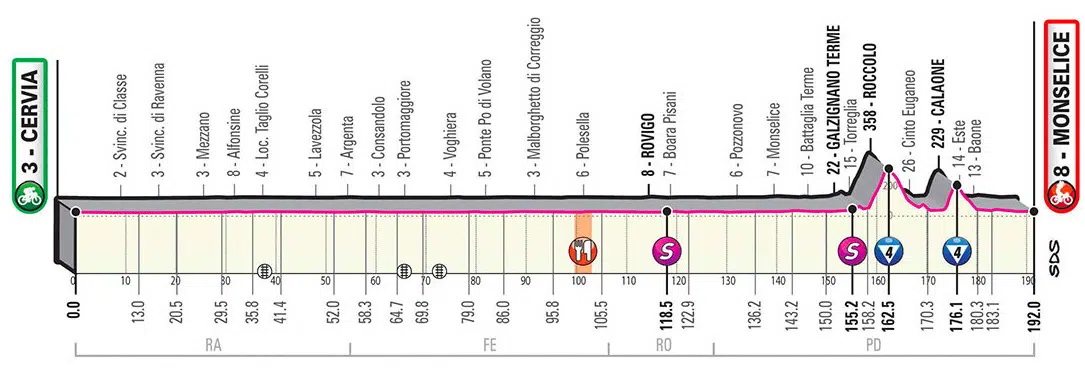 3 - CERVIA
2 - Svinc. di Classe
3 - Svinc. di Ravenna
3 - Mezzano
8 - Alfonsine
4 - Loc. Taglio Corelli
5 - Lavezzola
7 - Argenta
3 - Consandolo
3 - Portomaggiore
4 - Voghiera
5 - Ponte Po di Volano
3 - Malborghetto di Correggio
6 - Polesella
8 - ROVIGO
7 - Boara Pisani
6 - Pozzonovo
7 - Monselice
10 - Battaglia Terme
22 - GALZIGNANO TERME
15 - Torreglia
358 - ROCCOLO
26 - Cinto Euganeo
229 - CALAONE
14 - Este
13 - Baone
8 - MONSELICE
200
0
S
S
4
4
0
10
20
30
40
50
60
70
80
90
100
110
120
130
140
150
160
170
180
190
SDS
0.0
13.0
20.5
29.5
35.8
41.4
51.5
58.3
64.7
69.8
79.0
86.0
95.8
105.5
118.5
122.9
136.2
143.2
150.0
155.2
158.2
162.5
170.3
176.1
180.3
183.1
192.0
RA
FE
RO
PD